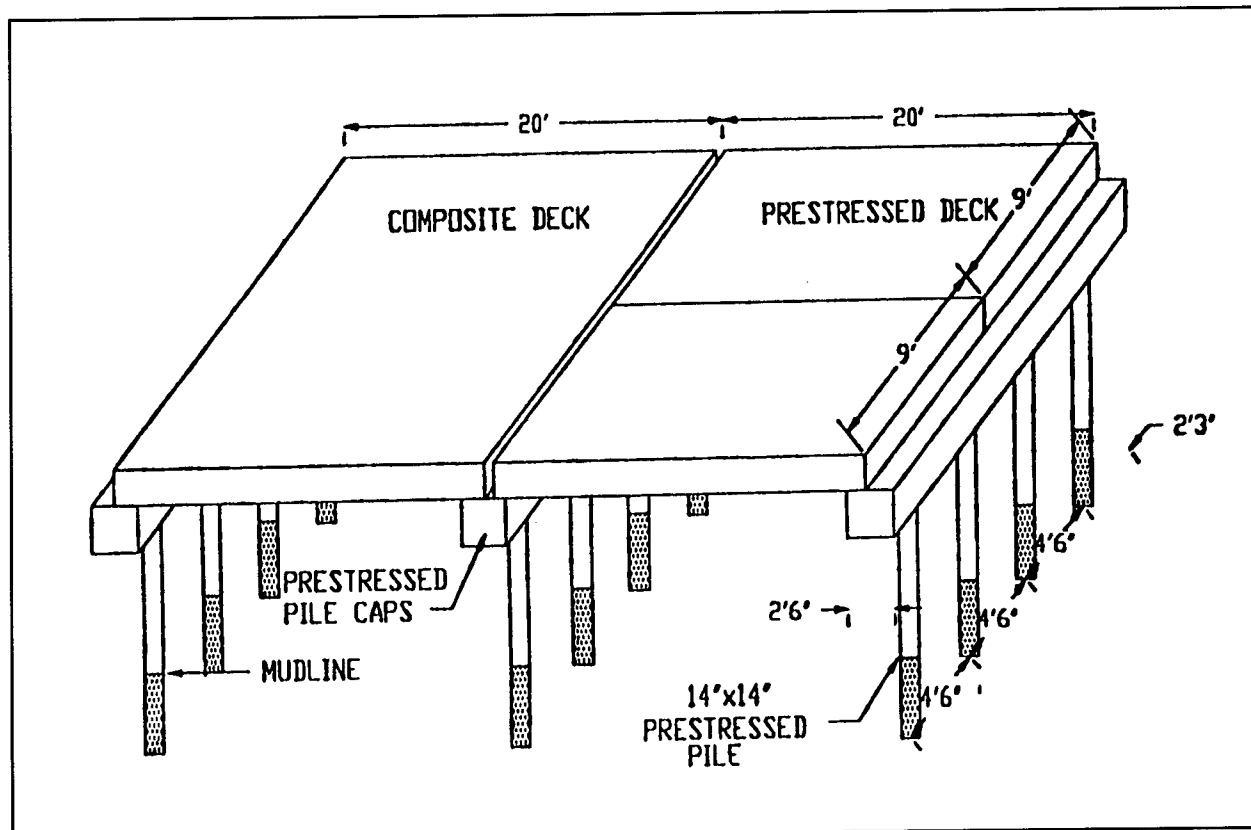 20'
20'
COMPOSITE DECK
PRESTRESSED DECK
9'
9'
2'3"
PRESTRESSED
PILE CAPS
MUDLINE
2'6"
4'6"
4'6"
4'6"
14"x14"
PRESTRESSED
PILE